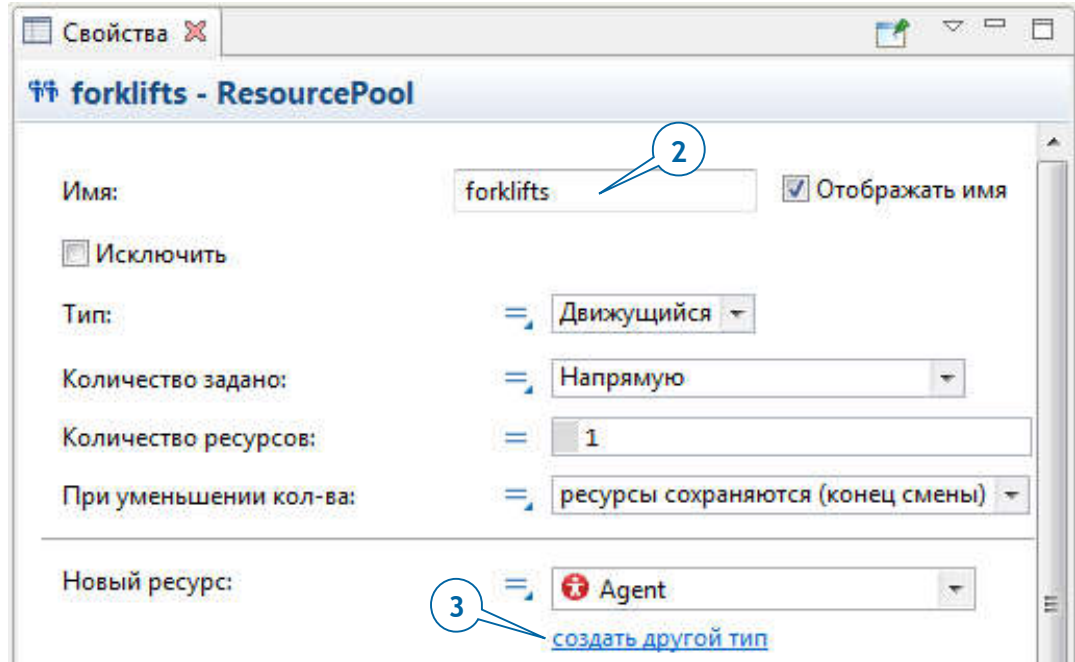 Свойства
forklifts - ResourcePool
2
Имя: forklifts Отображать имя
Исключить
Тип: Движущийся
Количество задано: Напрямую
Количество ресурсов: 1
При уменьшении кол-ва: ресурсы сохраняются (конец смены)
Новый ресурс: Agent
3
создать другой тип